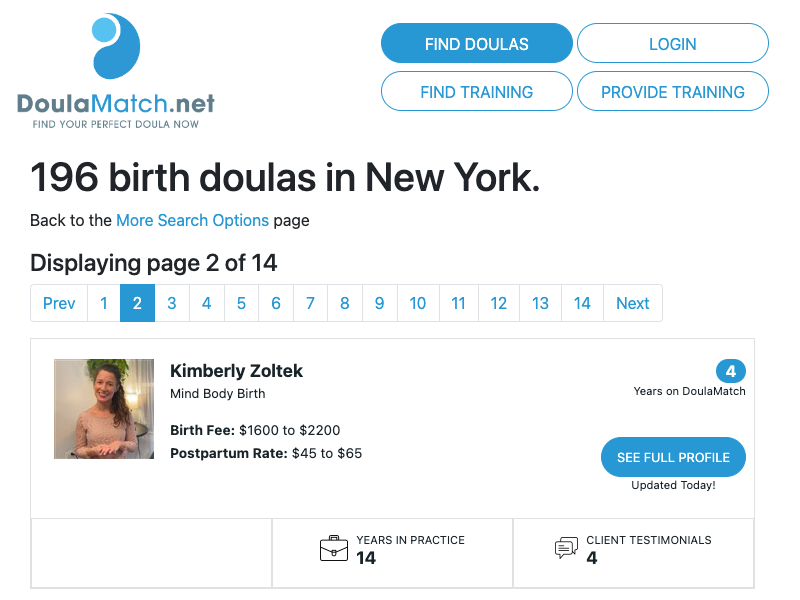 DoulaMatch.net
FIND YOUR PERFECT DOULA NOW
FIND DOULAS
LOGIN
FIND TRAINING
PROVIDE TRAINING
196 birth doulas in New York.
Back to the More Search Options page
Displaying page 2 of 14
Prev 1 2 3 4 5 6 7 8 9 10 11 12 13 14 Next
Kimberly Zoltek
Mind Body Birth
Birth Fee: $1600 to $2200
Postpartum Rate: $45 to $65
4
Years on DoulaMatch
SEE FULL PROFILE
Updated Today!
YEARS IN PRACTICE
14
CLIENT TESTIMONIALS
4